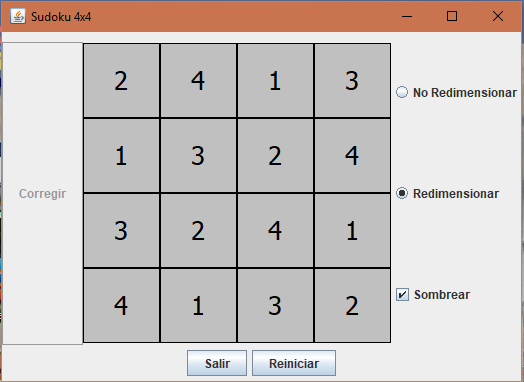 Sudoku 4x4
2 4 1 3
No Redimensionar
1 3 2 4
Corregir
Redimensionar
3 2 4 1
Sombrear
4 1 3 2
Salir Reiniciar